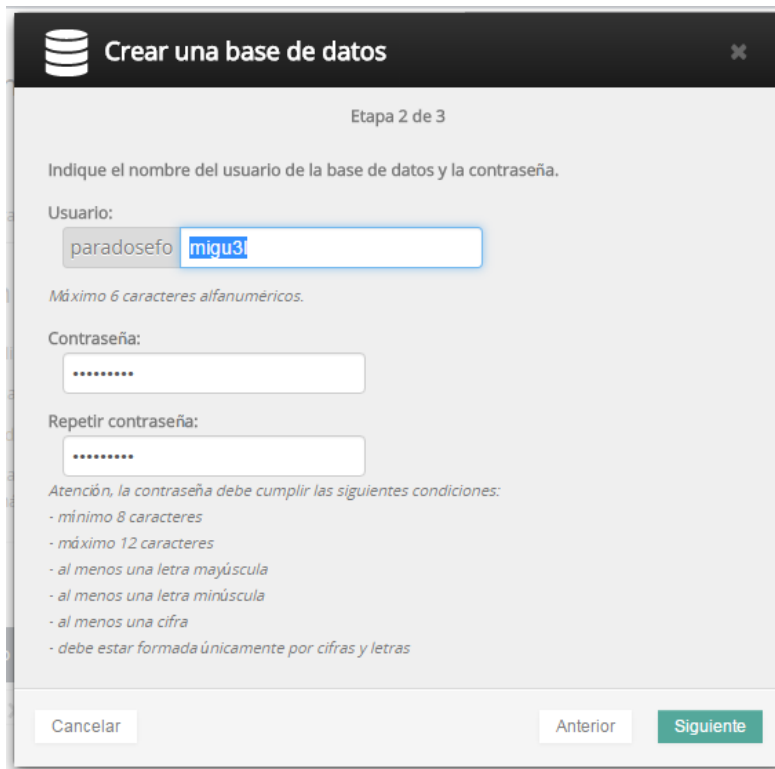 Crear una base de datos
Etapa 2 de 3
Indique el nombre del usuario de la base de datos y la contraseña.
Usuario:
paradosefo migu3l
Máximo 6 caracteres alfanuméricos.
Contraseña:
•••••••••
Repetir contraseña:
•••••••••
Atención, la contraseña debe cumplir las siguientes condiciones:
- mínimo 8 caracteres
- máximo 12 caracteres
- al menos una letra mayúscula
- al menos una letra minúscula
- al menos una cifra
- debe estar formada únicamente por cifras y letras
Cancelar Anterior Siguiente